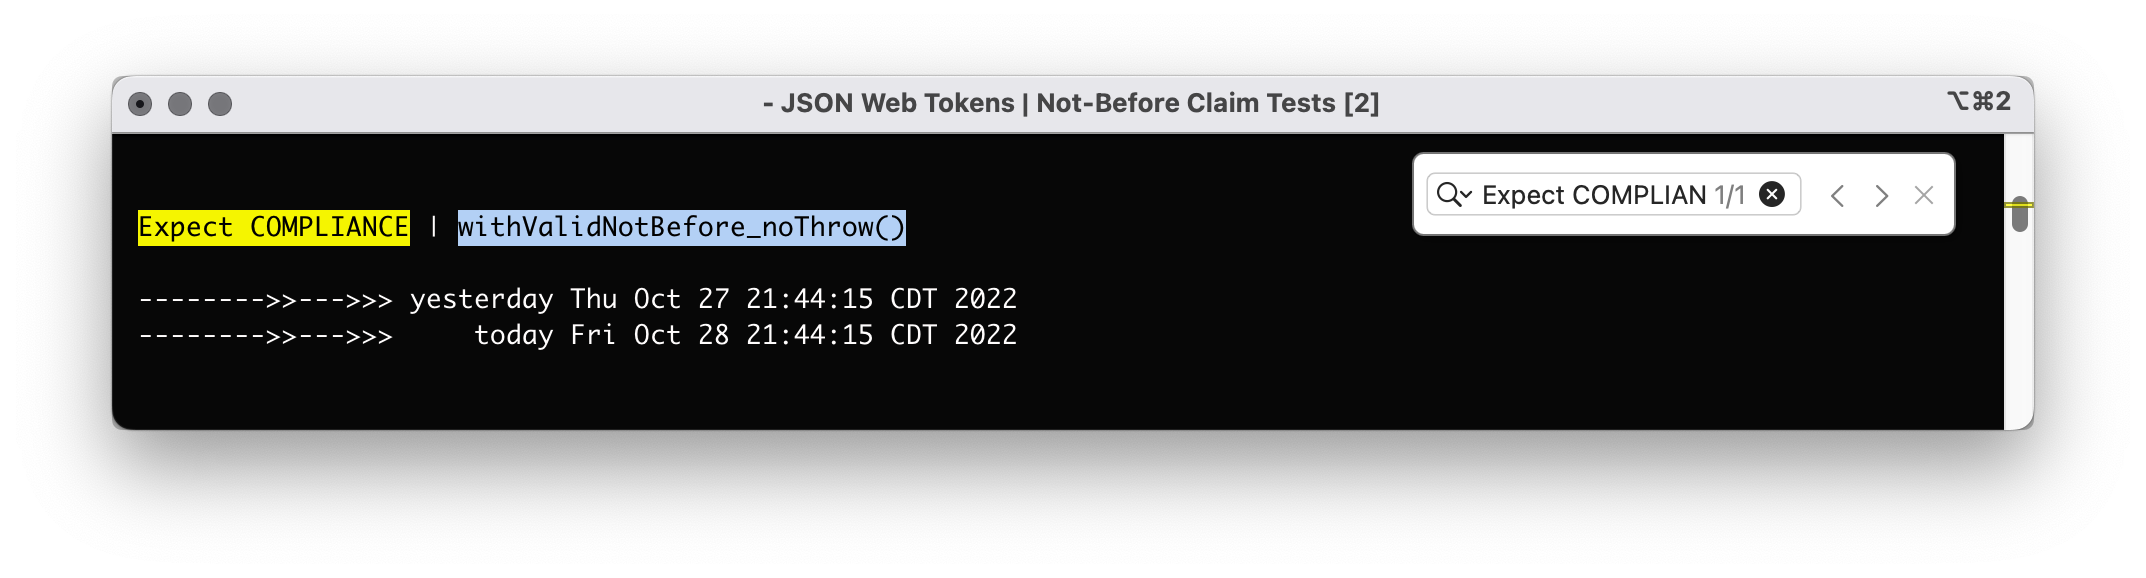 - JSON Web Tokens | Not-Before Claim Tests [2]
⌥⌘2
Expect COMPLIAN 1/1
Expect COMPLIANCE | withValidNotBefore_noThrow()
-------->>--->>> yesterday Thu Oct 27 21:44:15 CDT 2022
-------->>--->>>     today Fri Oct 28 21:44:15 CDT 2022